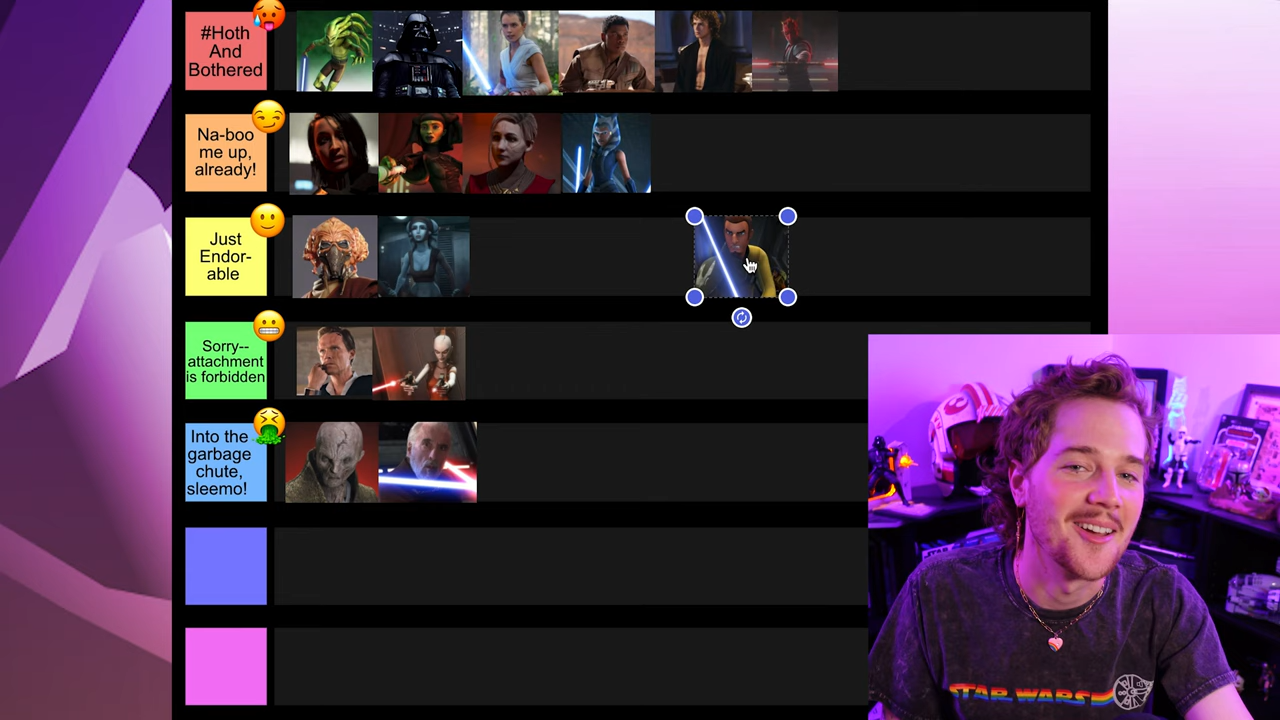 #Hoth
And
Bothered
Na-boo
me up,
already!
Just
Endor-
able
Sorry--
attachment
is forbidden
Into the
garbage
chute,
sleemo!
STAR WARS